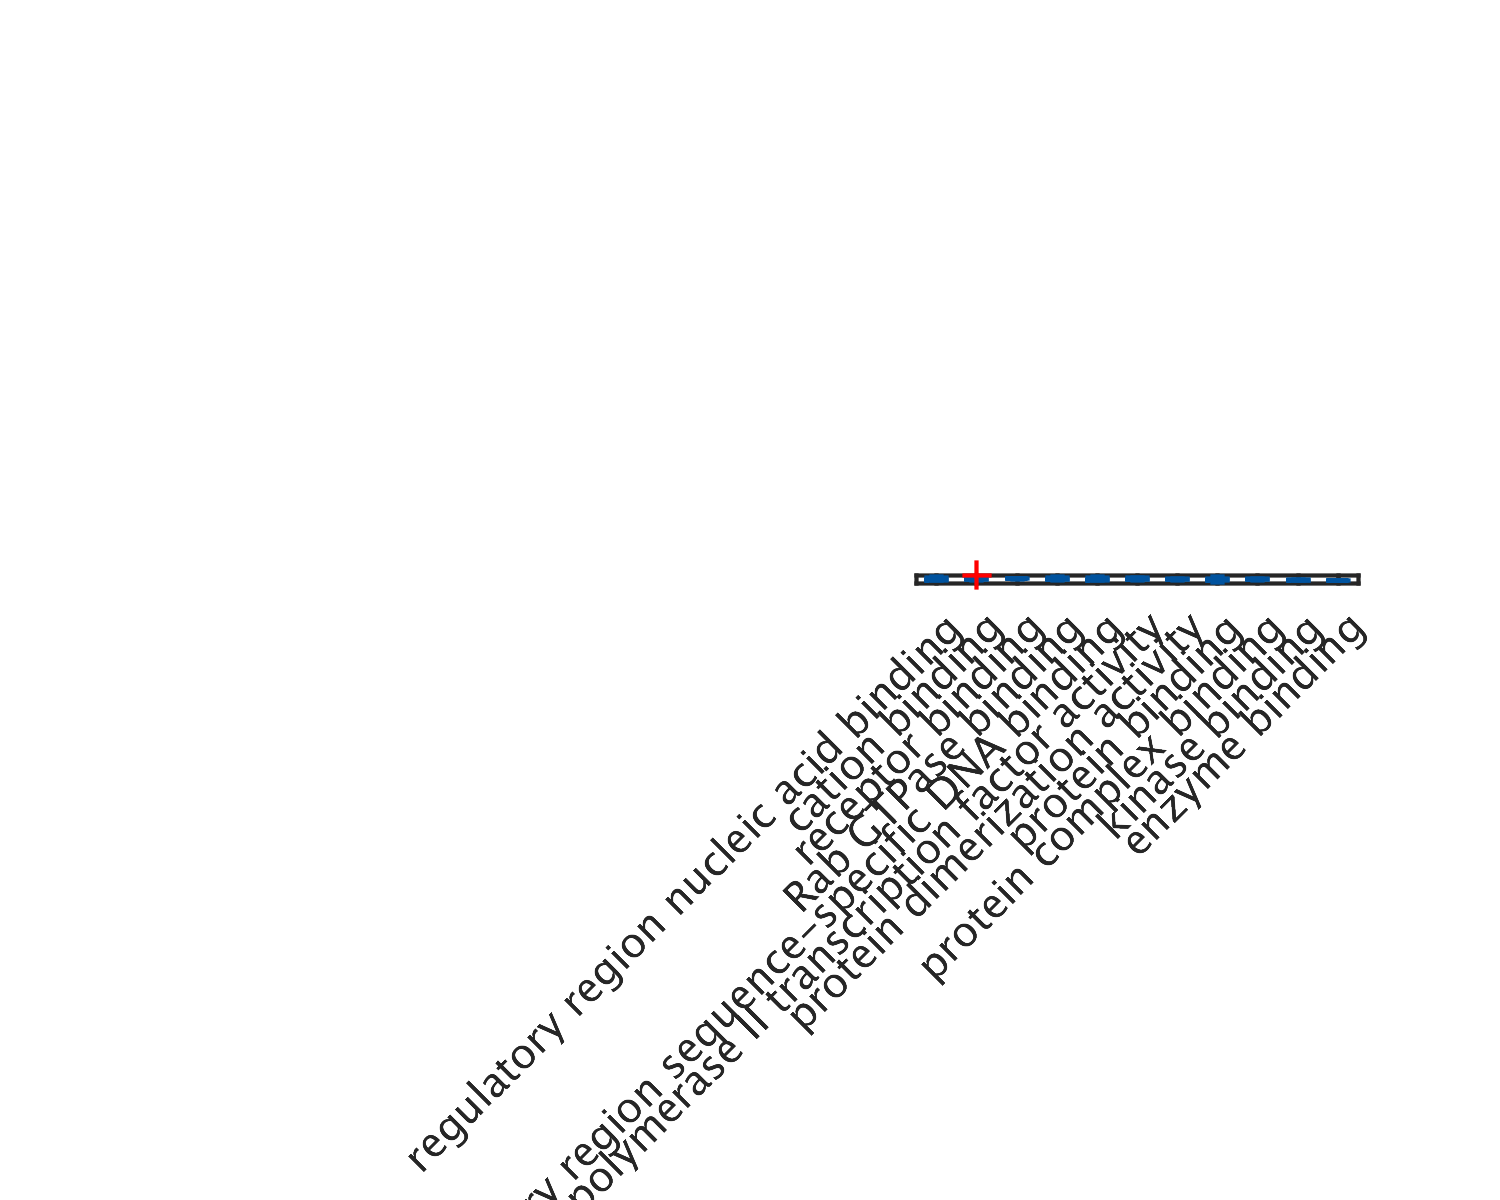 regulatory region nucleic acid binding
cation binding
receptor binding
Rab GTPase binding
region sequence-specific DNA binding
polymerase II transcription factor activity
protein dimerization activity
protein binding
protein complex binding
kinase binding
enzyme binding